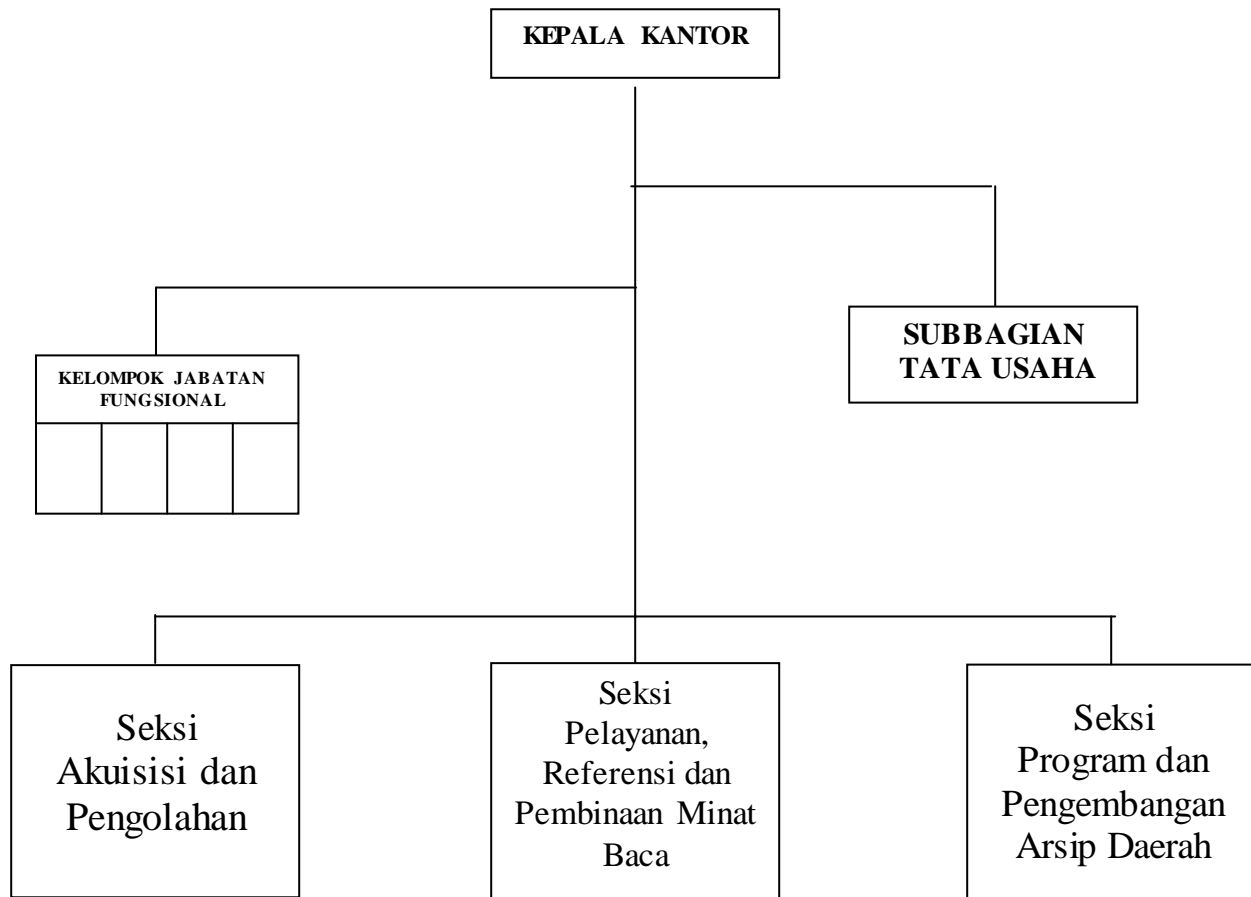 KEPALA KANTOR
SUBBAGIAN
TATA USAHA
KELOMPOK JABATAN
FUNGSIONAL
Seksi
Akuisisi dan
Pengolahan
Seksi
Pelayanan,
Referensi dan
Pembinaan Minat
Baca
Seksi
Program dan
Pengembangan
Arsip Daerah